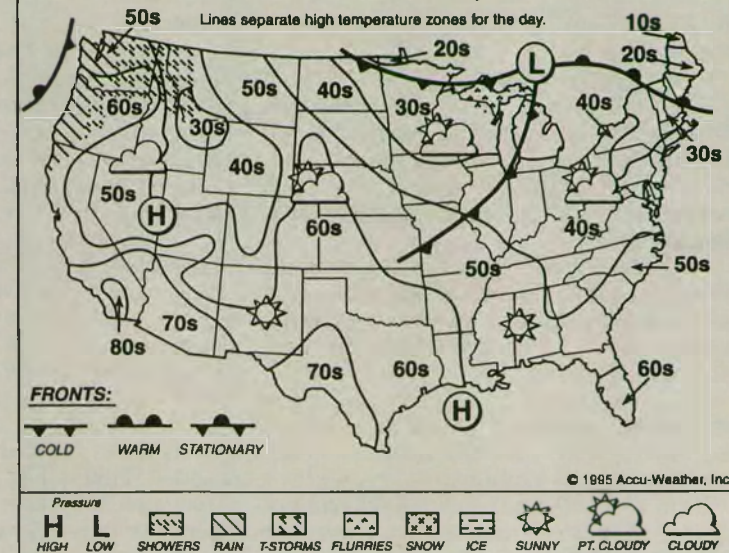 50s
Lines separate high temperature zones for the day.
10s
20s
20s
50s
40s
60s
30s
40s
30s
30s
40s
50s
H
L
60s
40s
50s
50s
70s
80s
70s
60s
60s
H
FRONTS:
COLD WARM STATIONARY
© 1995 Accu-Weather, Inc
Pressure
H L
HIGH LOW SHOWERS RAIN T-STORMS FLURRIES SNOW ICE SUNNY PT. CLOUDY CLOUDY